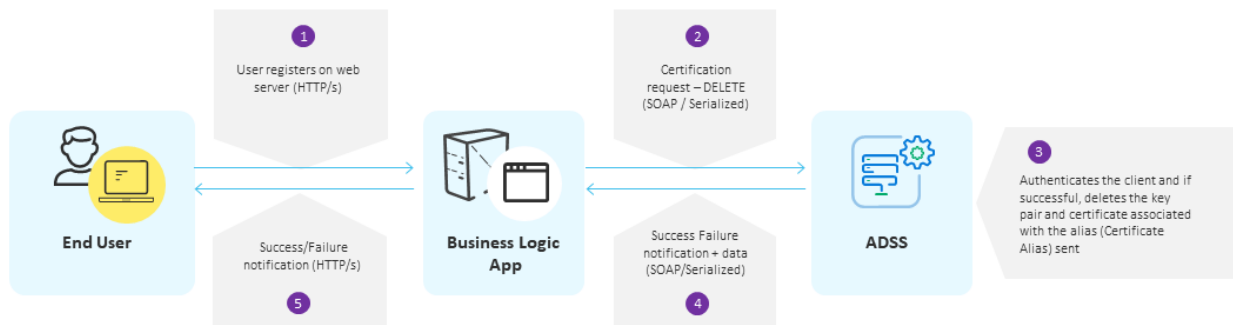 1
User registers on web
server (HTTP/s)
2
Certification
request – DELETE
(SOAP / Serialized)
3
Authenticates the client and if
successful, deletes the key
pair and certificate associated
with the alias (Certificate
Alias) sent
End User
Business Logic
App
ADSS
Success/Failure
notification (HTTP/s)
5
Success Failure
notification + data
(SOAP/Serialized)
4